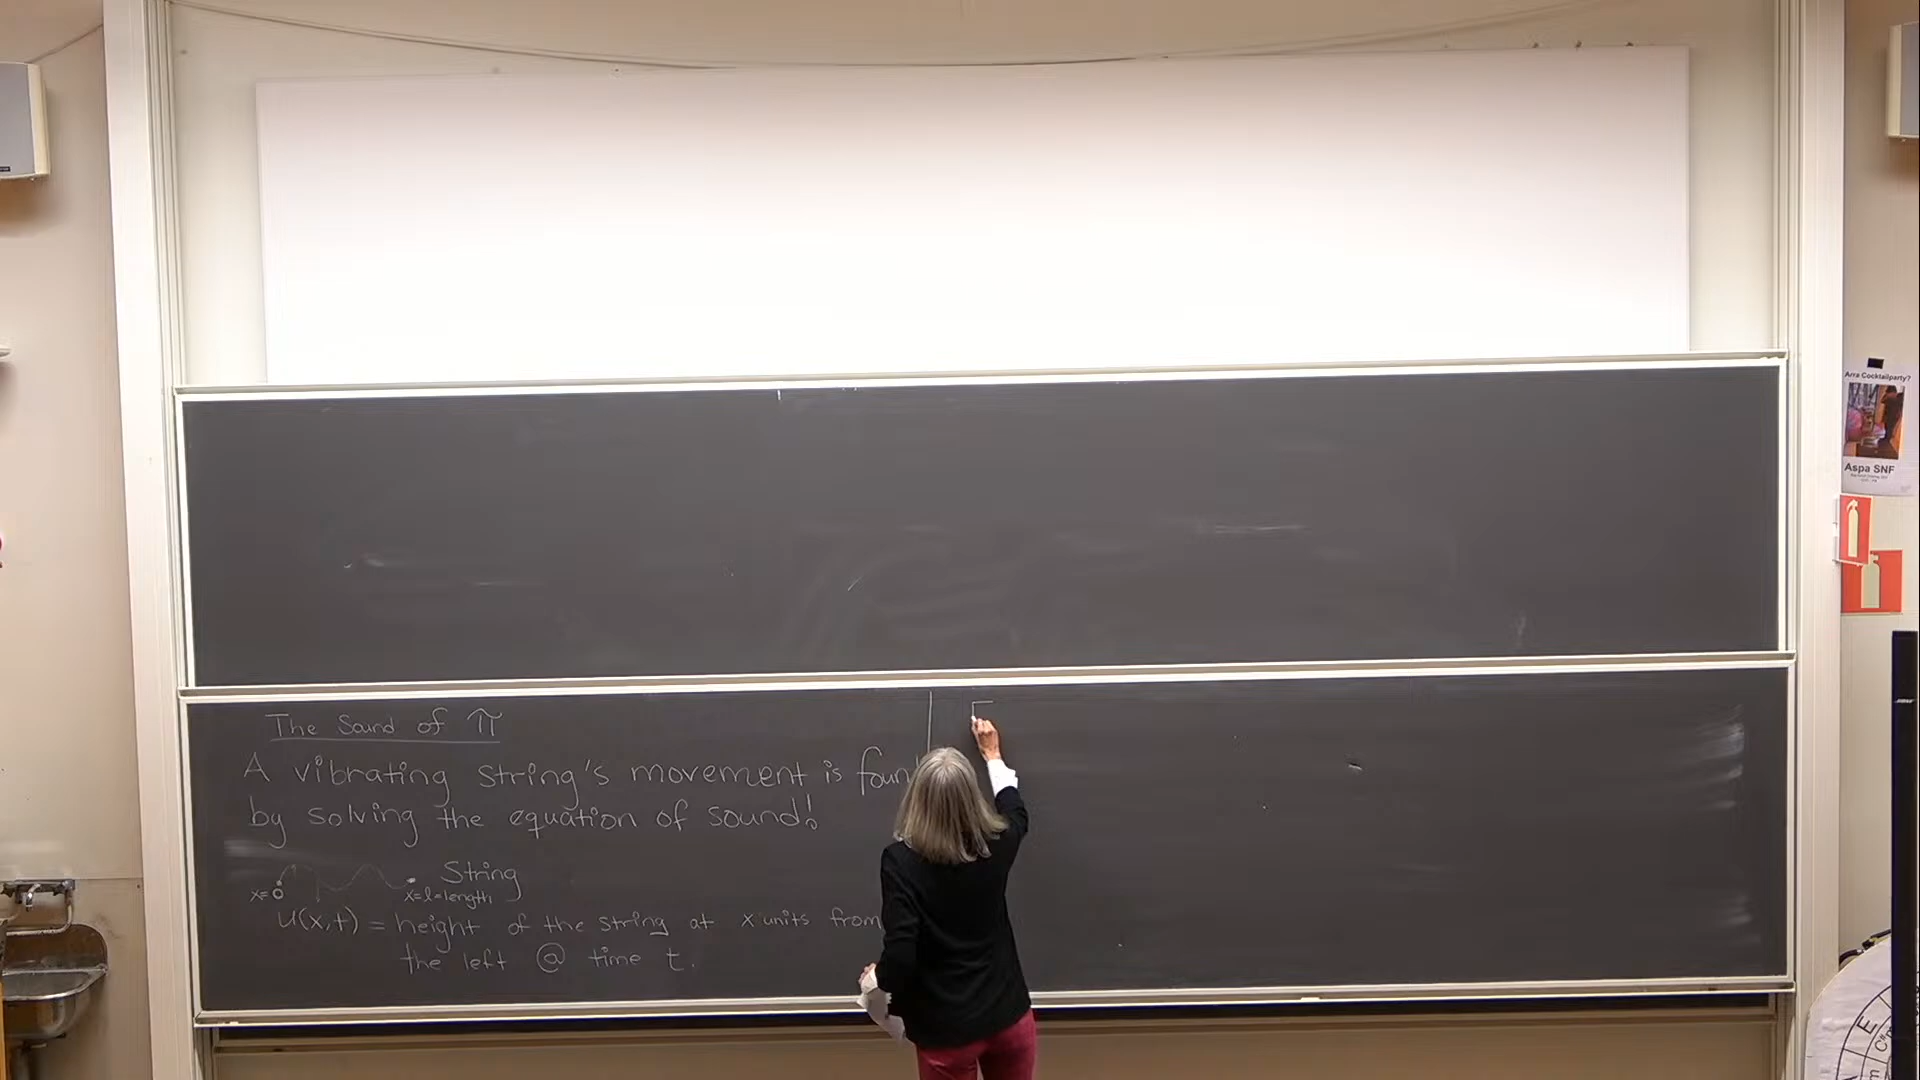 The Sound of π
A vibrating string's movement is foun
by solving the equation of sound!
String
x=0
x=l=length
u(x,t) = height of the string at x units from
the left @ time t.
Arra Cocktailparty?
Aspa SNF
E
C#